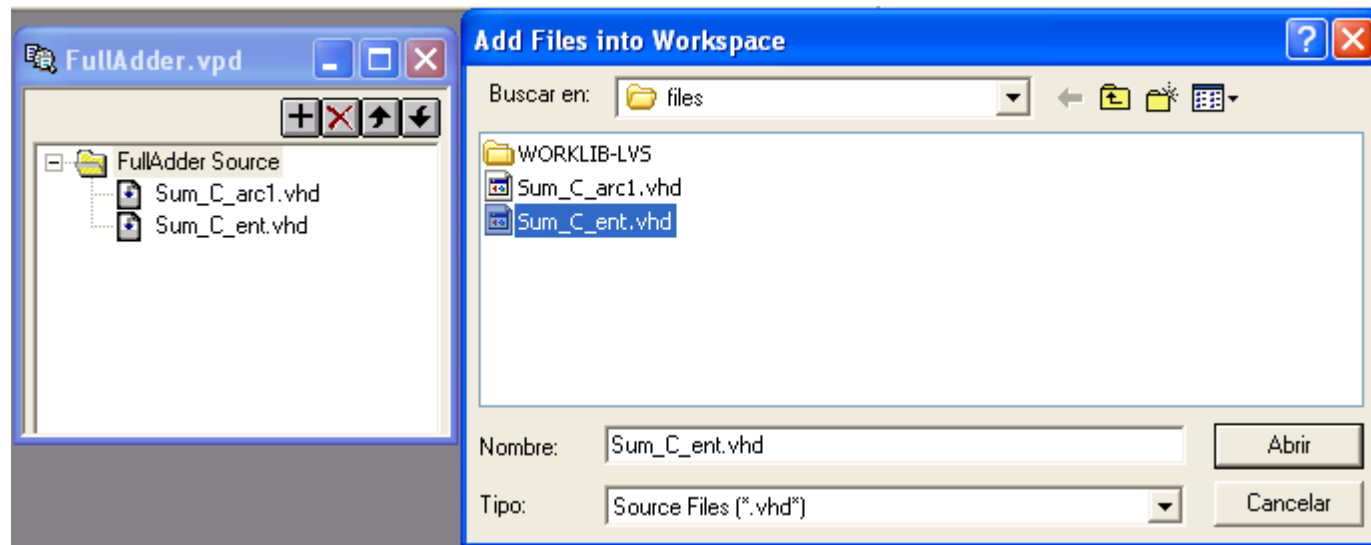 FullAdder.vpd
FullAdder Source
Sum_C_arc1.vhd
Sum_C_ent.vhd
Add Files into Workspace
Buscar en: files
WORKLIB-LVS
Sum_C_arc1.vhd
Sum_C_ent.vhd
Nombre: Sum_C_ent.vhd Abrir
Tipo: Source Files (*.vhd*) Cancelar